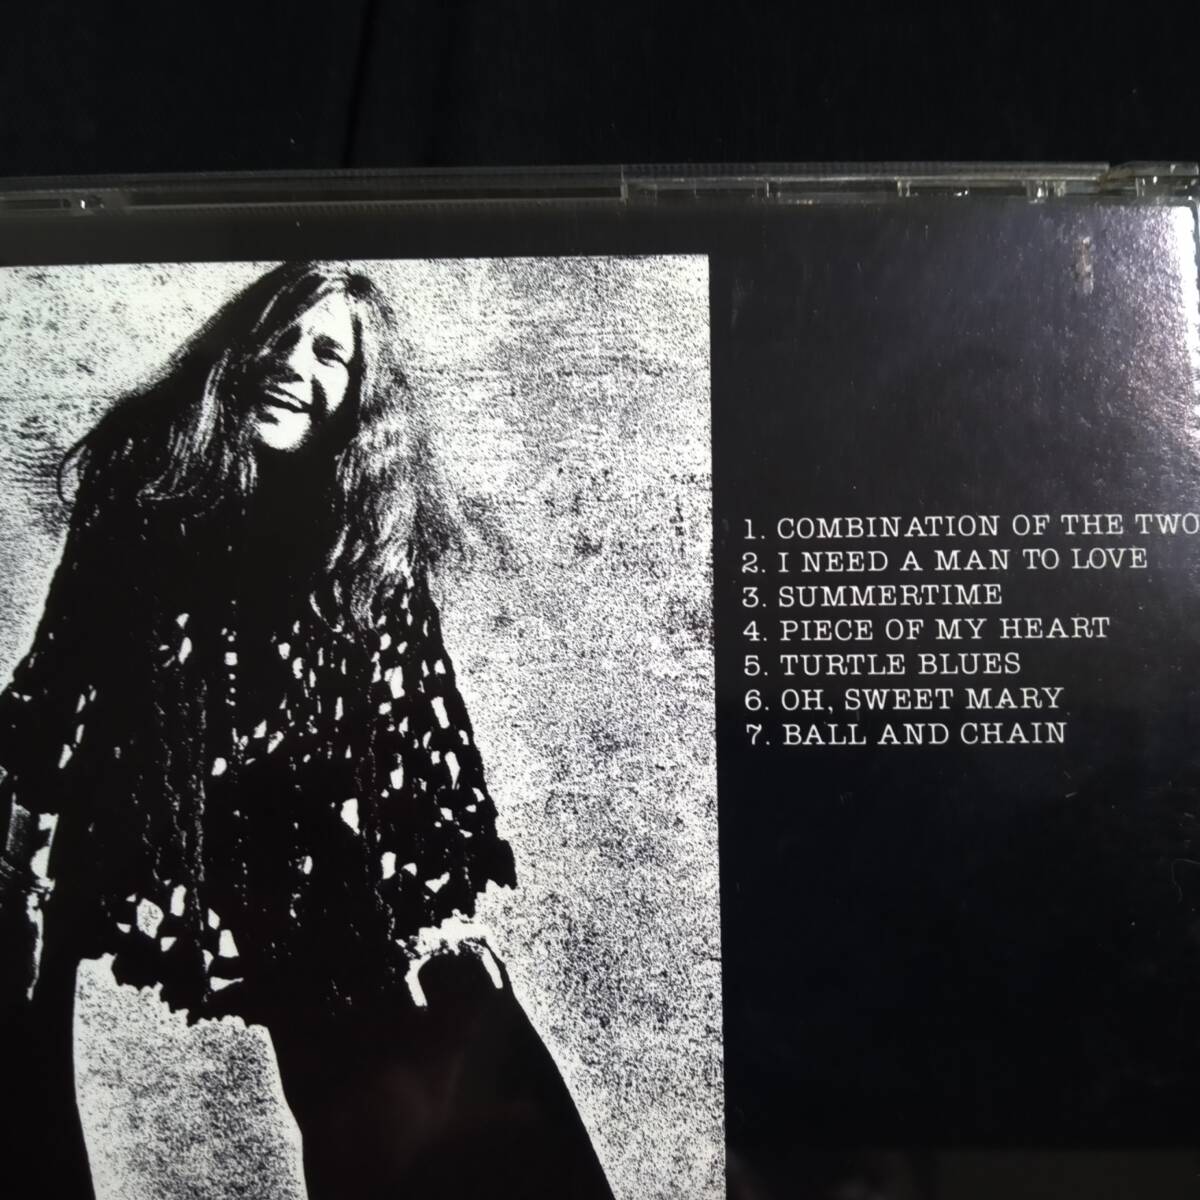 1. COMBINATION OF THE TWO
2. I NEED A MAN TO LOVE
3. SUMMERTIME
4. PIECE OF MY HEART
5. TURTLE BLUES
6. OH, SWEET MARY
7. BALL AND CHAIN